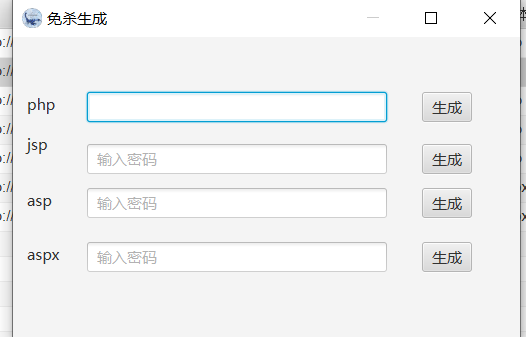 免杀生成
php 生成
jsp 输入密码 生成
asp 输入密码 生成
aspx 输入密码 生成